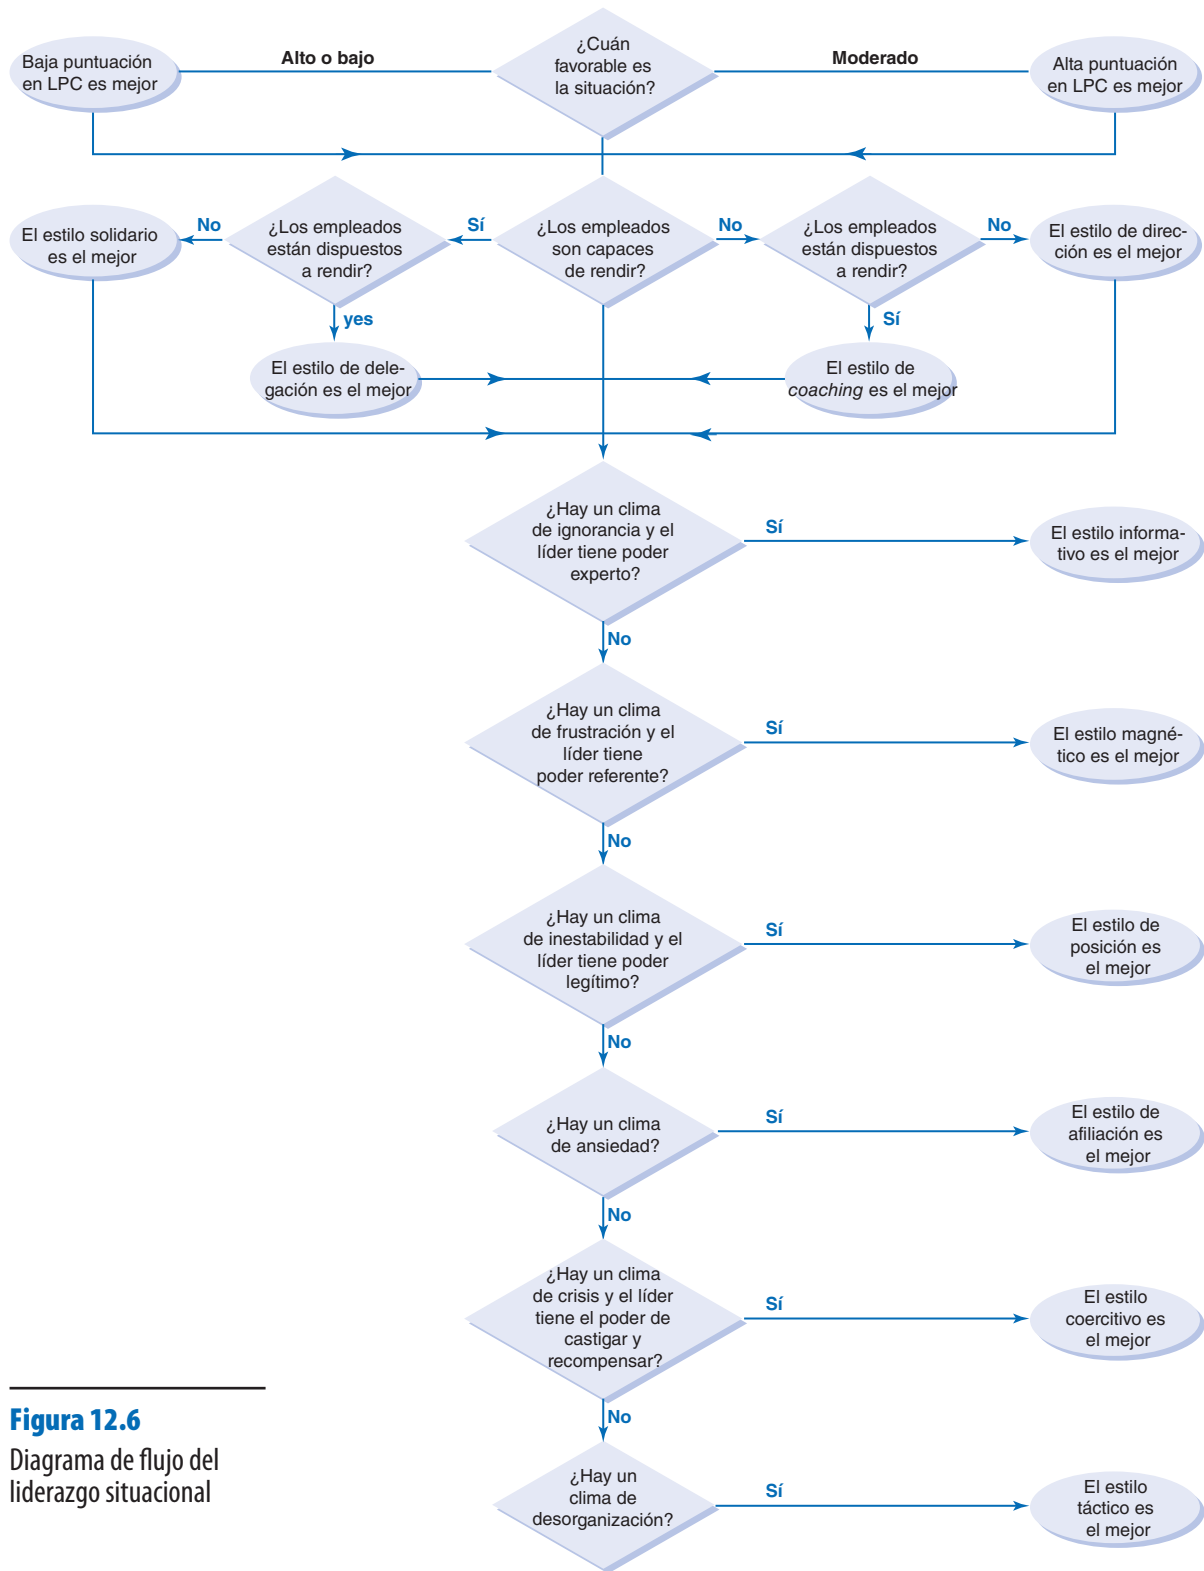 ¿Cuán
favorable es
la situación?
Baja puntuación
en LPC es mejor
Alto o bajo
Moderado
Alta puntuación
en LPC es mejor
El estilo solidario
es el mejor
No
¿Los empleados
están dispuestos
a rendir?
Sí
¿Los empleados
son capaces
de rendir?
No
¿Los empleados
están dispuestos
a rendir?
No
El estilo de direc-
ción es el mejor
yes
Sí
El estilo de dele-
gación es el mejor
El estilo de
coaching es el mejor
¿Hay un clima
de ignorancia y el
líder tiene poder
experto?
Sí
El estilo informa-
tivo es el mejor
No
¿Hay un clima
de frustración y el
líder tiene
poder referente?
Sí
El estilo magné-
tico es el mejor
No
¿Hay un clima
de inestabilidad y el
líder tiene poder
legítimo?
Sí
El estilo de
posición es
el mejor
No
¿Hay un clima
de ansiedad?
Sí
El estilo de
afiliación es
el mejor
No
¿Hay un clima
de crisis y el líder
tiene el poder de
castigar y
recompensar?
Sí
El estilo
coercitivo es
el mejor
No
¿Hay un
clima de
desorganización?
Sí
El estilo
táctico es
el mejor
Figura 12.6
Diagrama de flujo del
liderazgo situacional